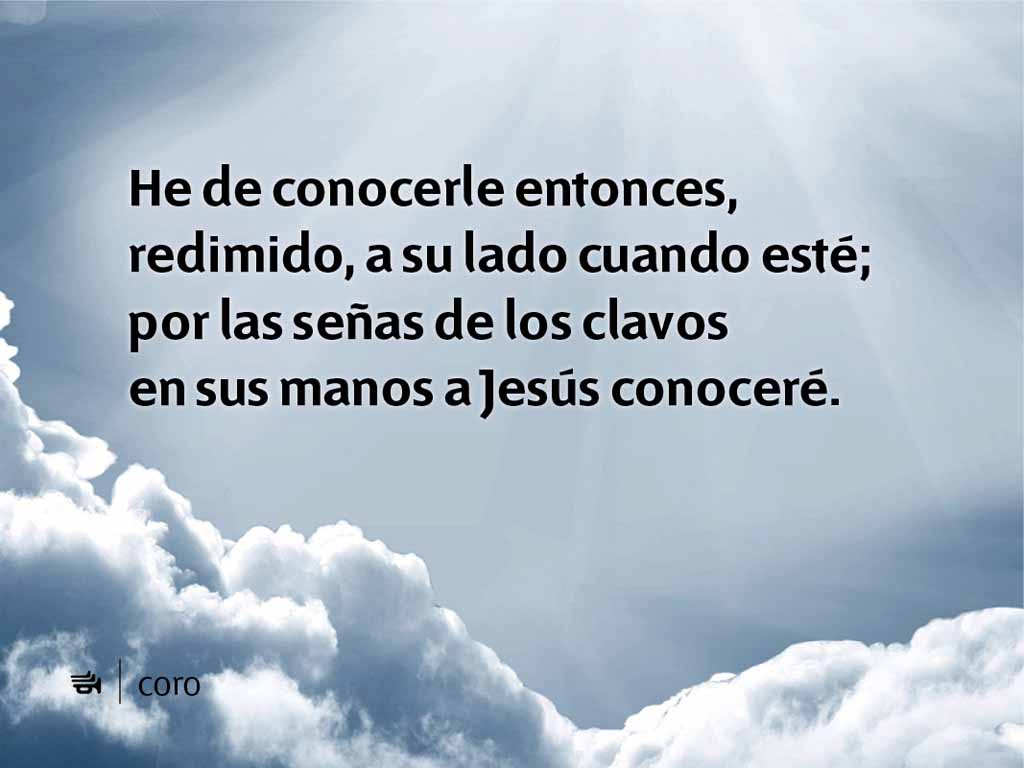 He de conocerle entonces,
redimido, a su lado cuando esté;
por las señas de los clavos
en sus manos a Jesús conoceré.
coro